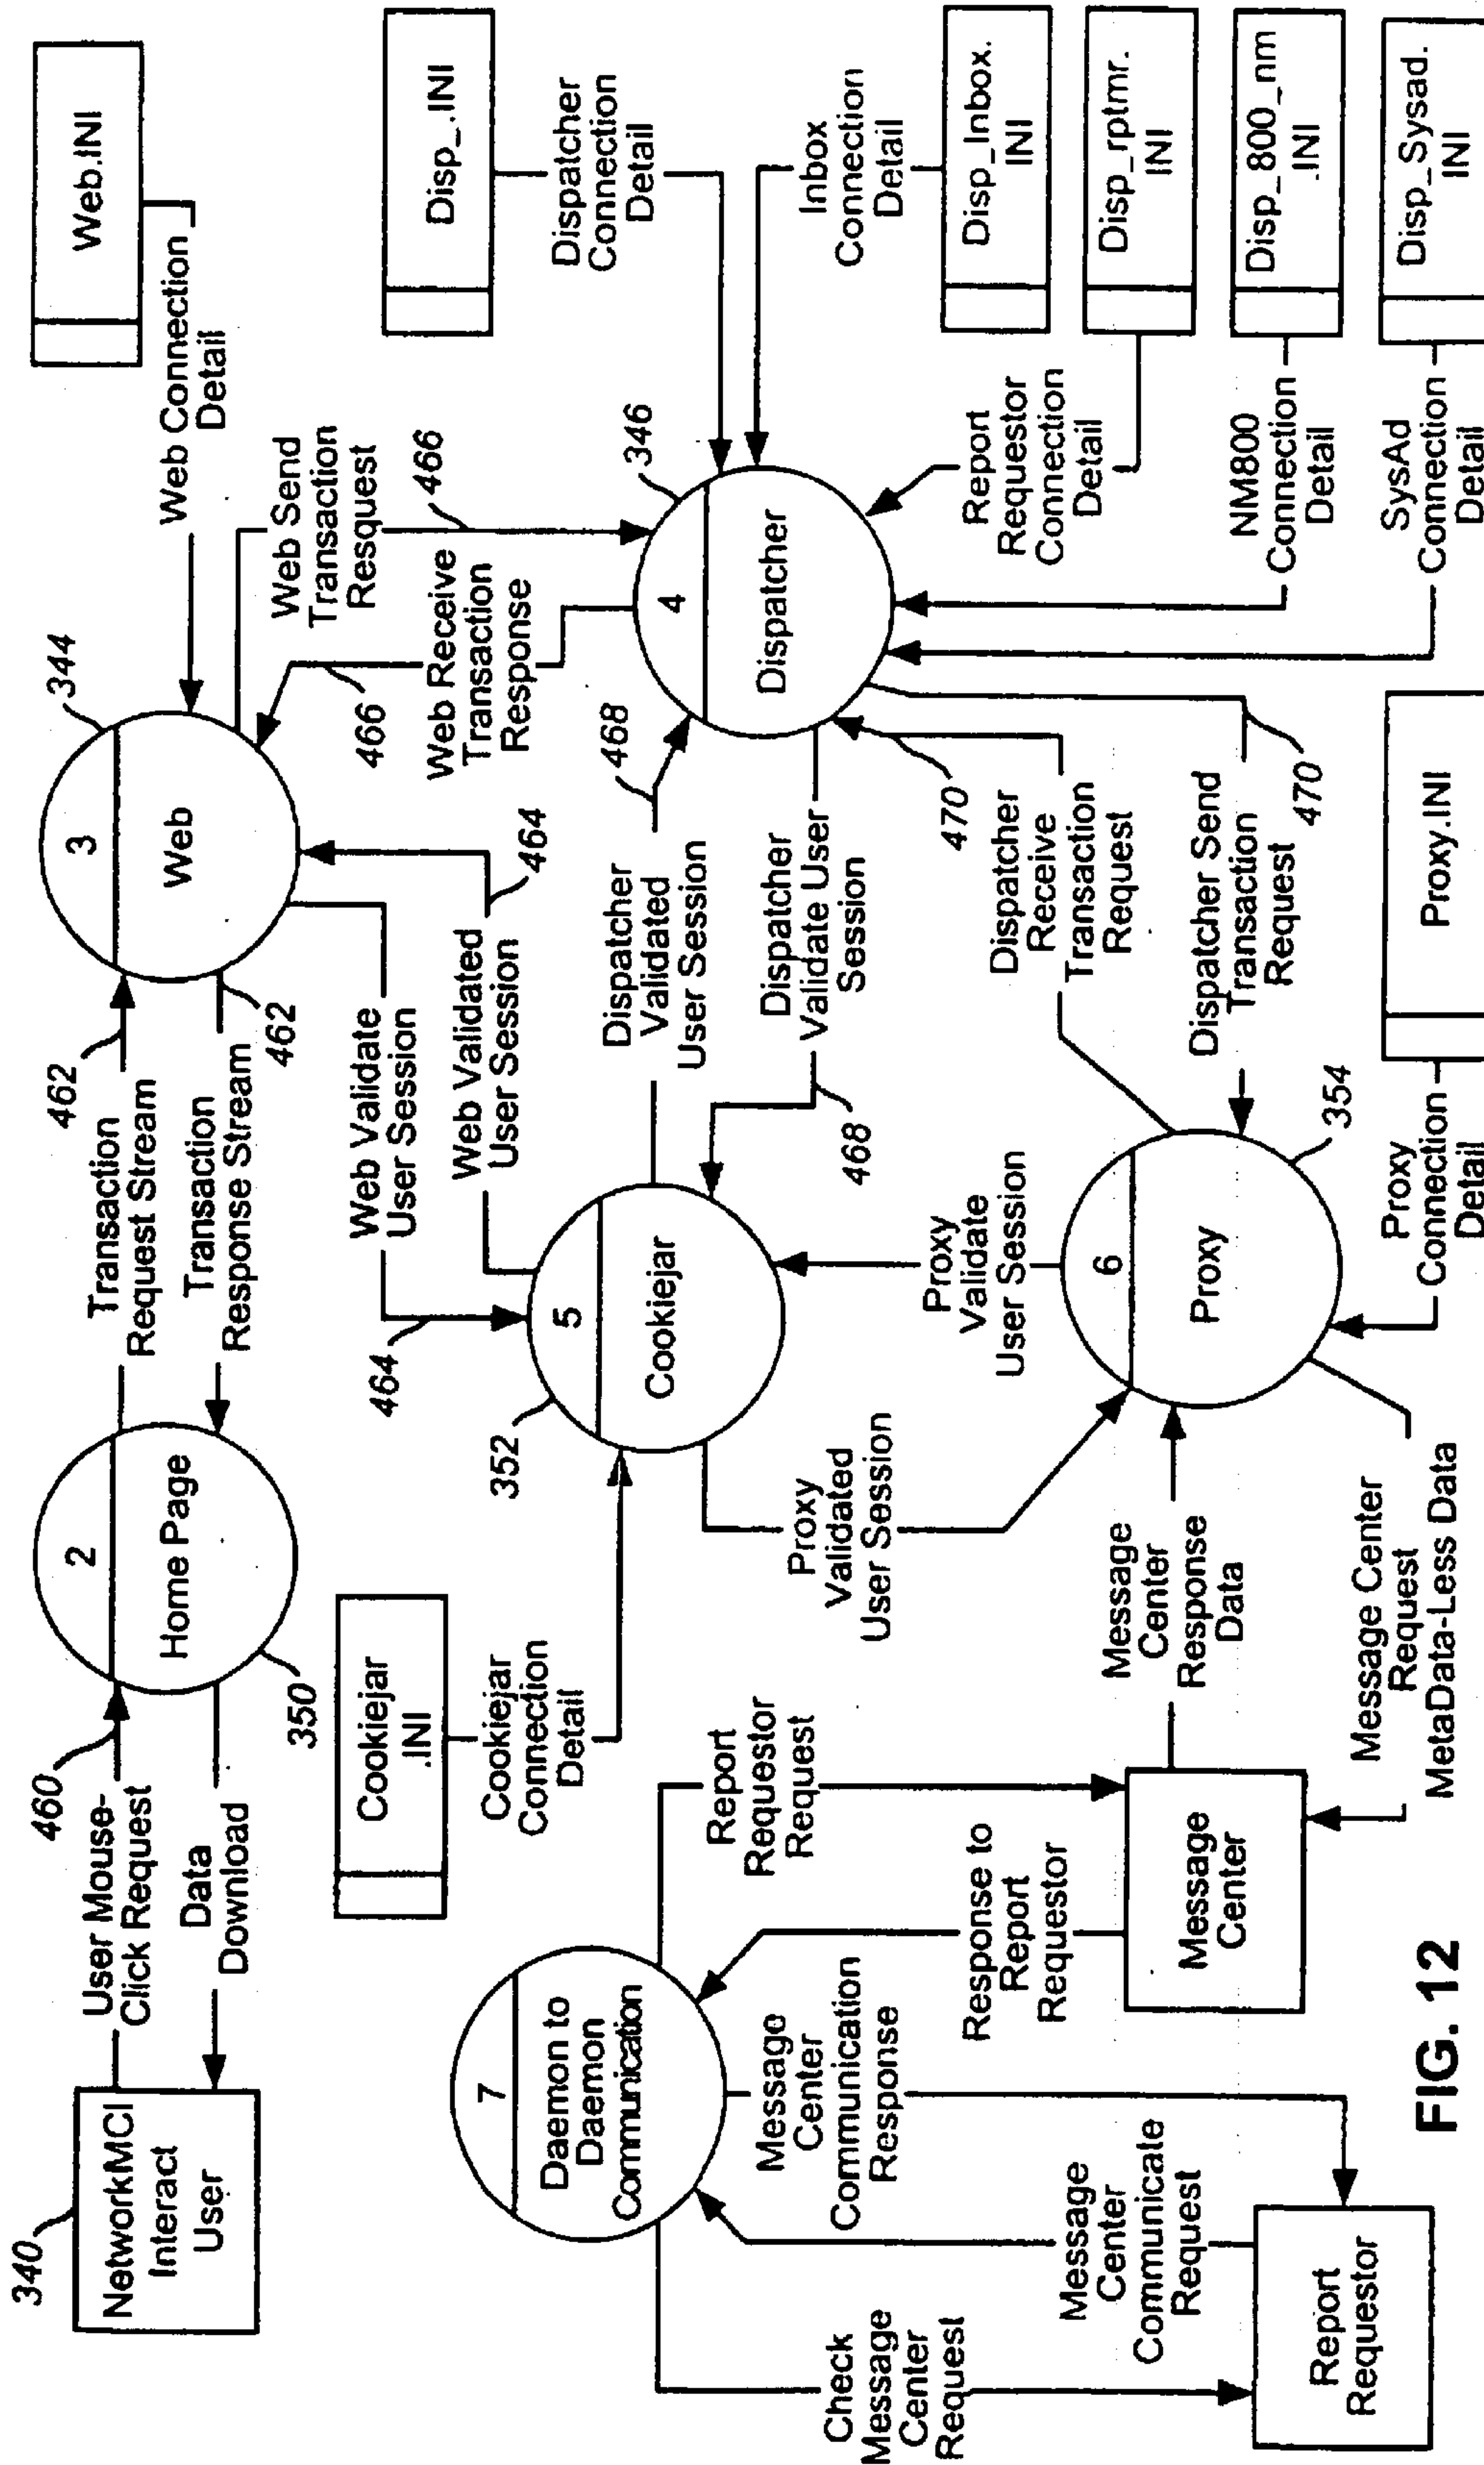 340
NetworkMCI
Interact
User
460
User Mouse-
Click Request
Data
Download
2
Home Page
350
462
Transaction
Request Stream
Transaction
Response Stream
462
3
Web
344
Web Connection
Detail
Web.INI
Web Send
Transaction
Resquest
466
Web Receive
Transaction
Response
466
Web Validate
User Session
464
Web Validated
User Session
464
Cookiejar
.INI
Cookiejar
Connection
Detail
352
5
Cookiejar
Dispatcher
Validated
User Session
468
Dispatcher
Validate User
Session
468
346
4
Dispatcher
Disp_.INI
Dispatcher
Connection
Detail
Inbox
Connection
Detail
Disp_Inbox.
INI
Report
Requestor
Connection
Detail
Disp_rptmr.
INI
NM800
Connection
Detail
Disp_800_nm
.INI
SysAd
Connection
Detail
Disp_Sysad.
INI
470
Dispatcher
Receive
Transaction
Request
Dispatcher Send
Transaction
Request
470
Proxy
Validate
User Session
Proxy
Validated
User Session
6
Proxy
354
Proxy
Connection
Detail
Proxy.INI
Message
Center
Response
Data
Message Center
Request
MetaData-Less Data
7
Daemon to
Daemon
Communication
Report
Requestor
Request
Response to
Report
Requestor
Message
Center
Message
Center
Communication
Response
Message
Center
Communicate
Request
Check
Message
Center
Request
Report
Requestor
FIG. 12